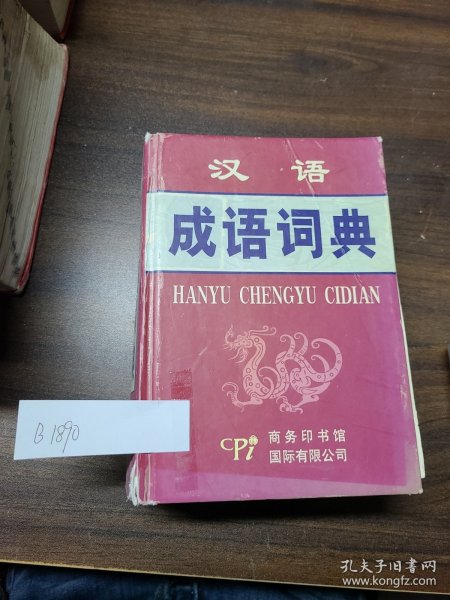 汉语
成语词典
HANYU CHENGYU CIDIAN
CPi
商务印书馆
国际有限公司
B1890
孔夫子旧书网
www.kongfz.com